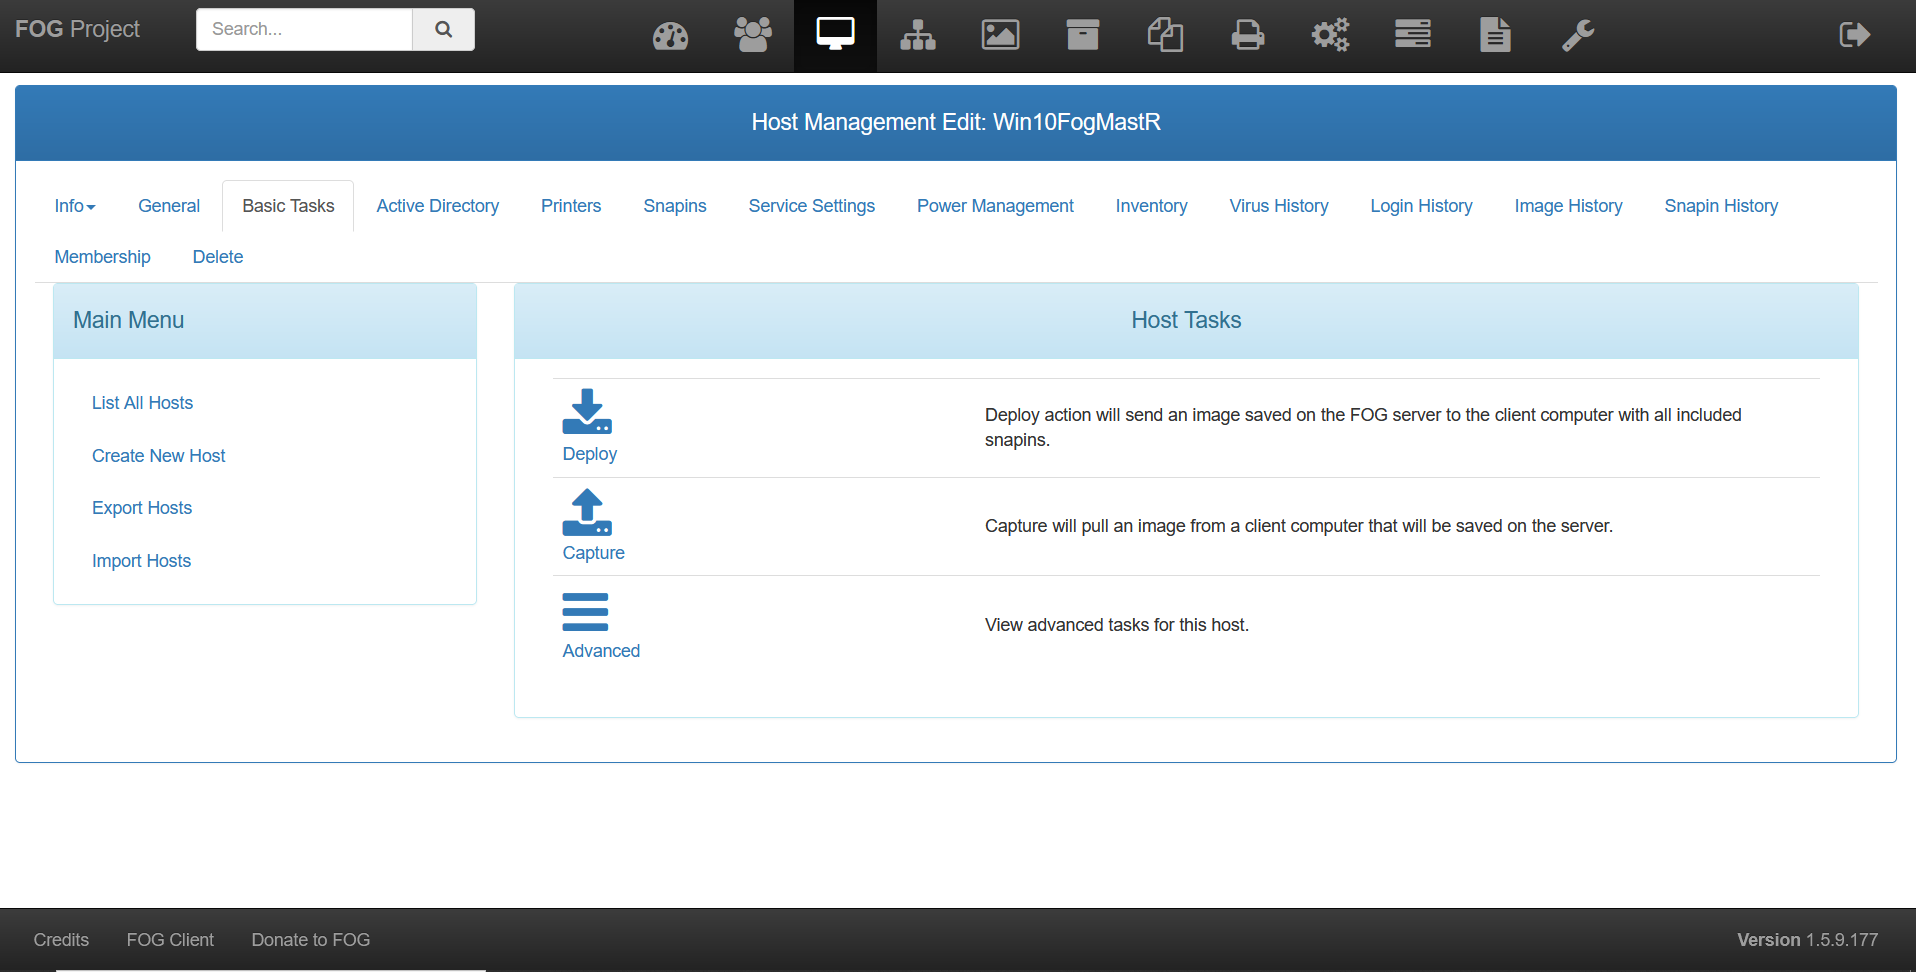 FOG Project
Search...
Host Management Edit: Win10FogMastR
Info General Basic Tasks Active Directory Printers Snapins Service Settings Power Management Inventory Virus History Login History Image History Snapin History
Membership Delete
Main Menu
List All Hosts
Create New Host
Export Hosts
Import Hosts
Host Tasks
Deploy
Deploy action will send an image saved on the FOG server to the client computer with all included
snapins.
Capture
Capture will pull an image from a client computer that will be saved on the server.
Advanced
View advanced tasks for this host.
Credits FOG Client Donate to FOG Version 1.5.9.177